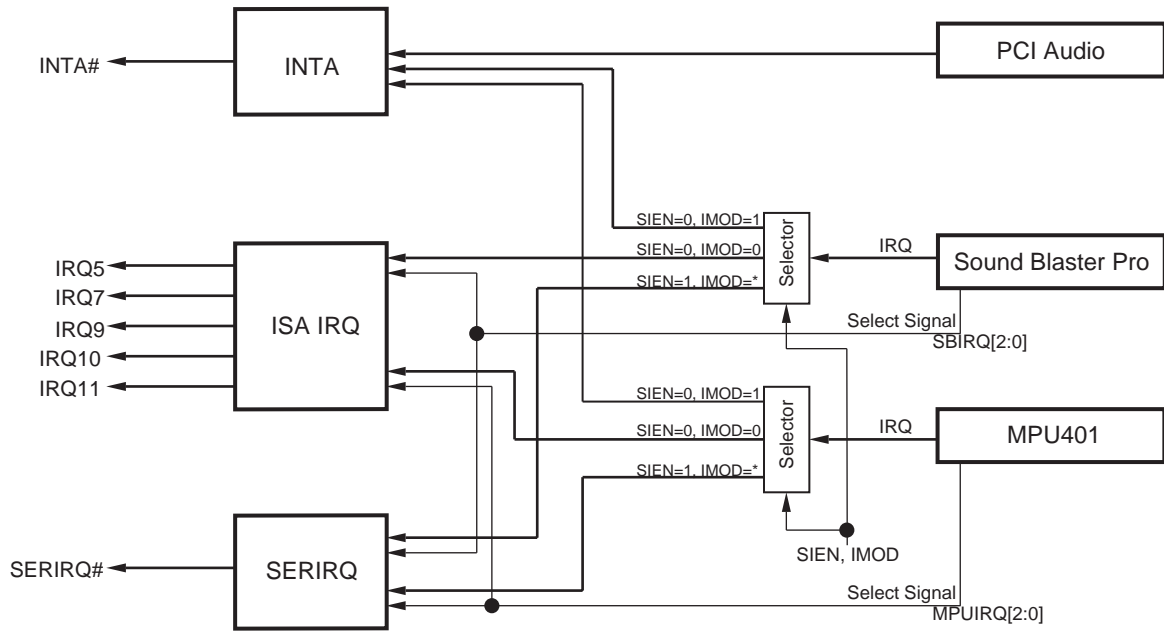 PCI Audio
INTA#
INTA
SIEN=0, IMOD=1
SIEN=0, IMOD=0
SIEN=1, IMOD=*
Selector
IRQ
Sound Blaster Pro
Select Signal
SBIRQ[2:0]
IRQ5
IRQ7
IRQ9
IRQ10
IRQ11
ISA IRQ
SIEN=0, IMOD=1
SIEN=0, IMOD=0
SIEN=1, IMOD=*
Selector
IRQ
MPU401
SIEN, IMOD
SERIRQ#
SERIRQ
Select Signal
MPUIRQ[2:0]